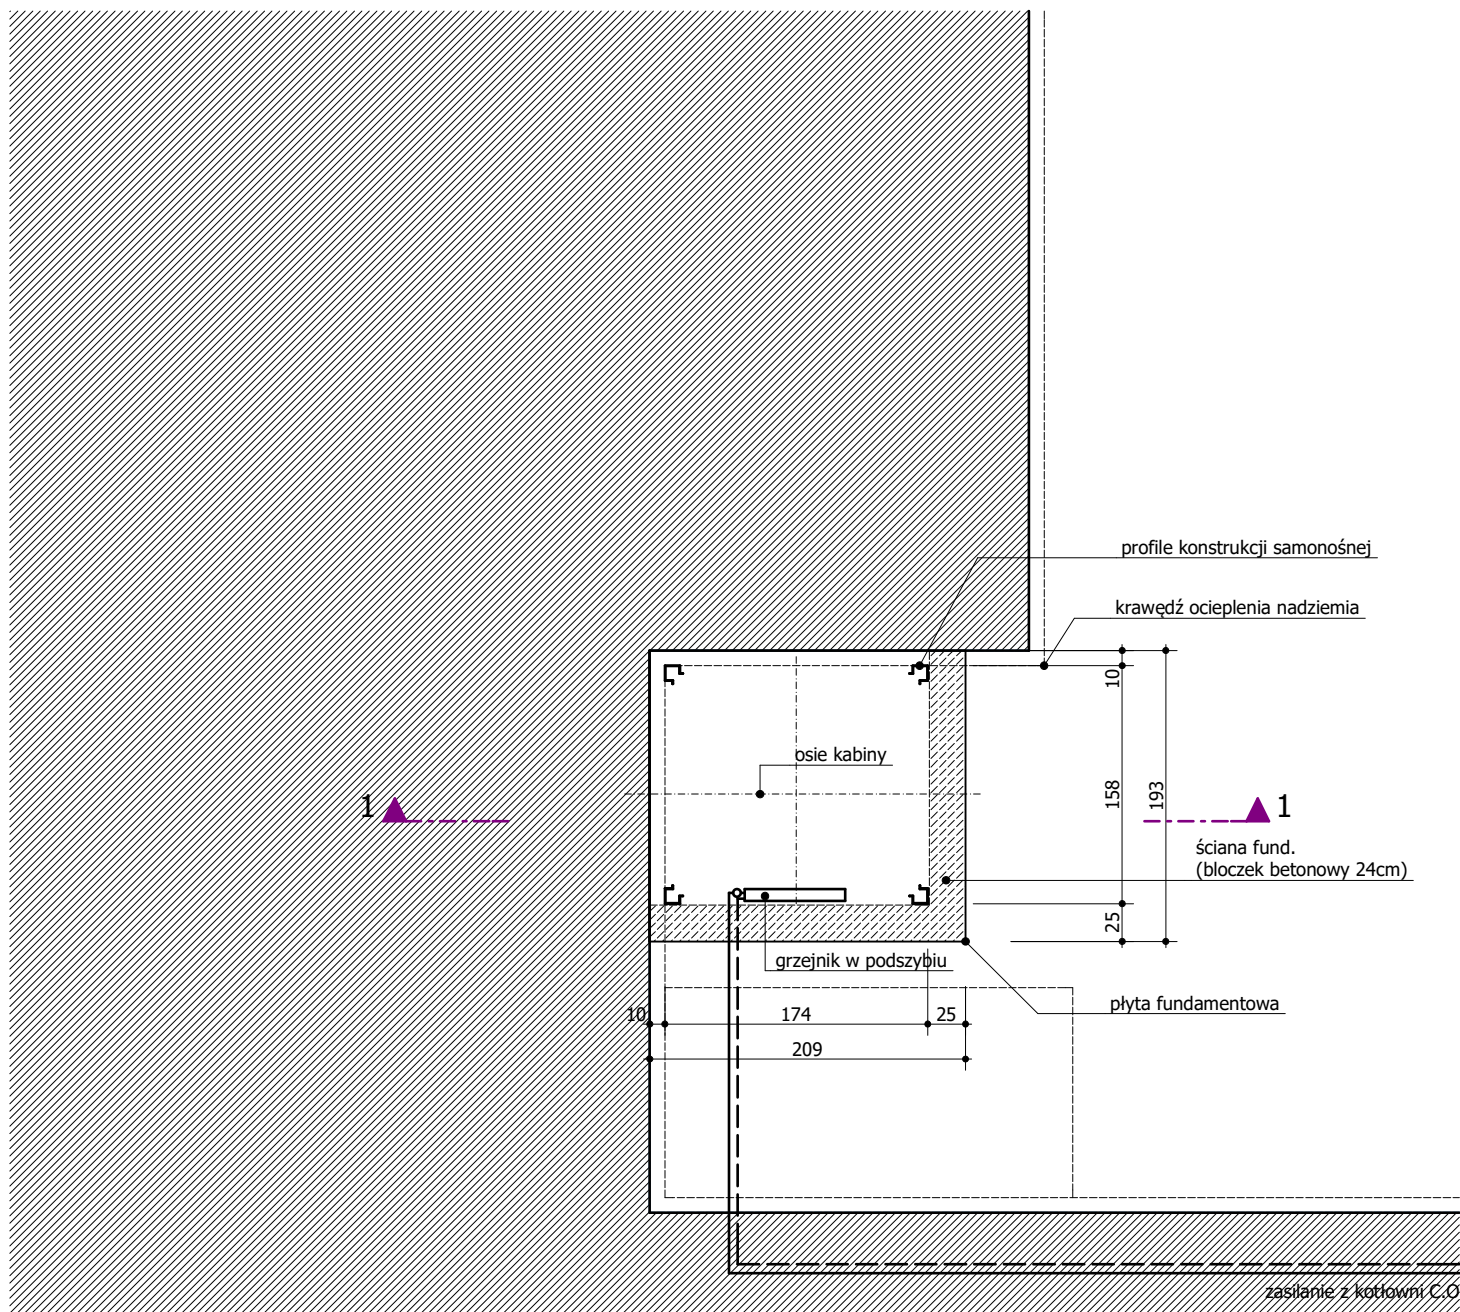 profile konstrukcji samonośnej
krawędź ocieplenia nadziemia
10
osie kabiny
158
193
1
1
ściana fund.
(bloczek betonowy 24cm)
25
grzejnik w podszybiu
płyta fundamentowa
10
174
25
209
zasilanie z kotłowni C.O